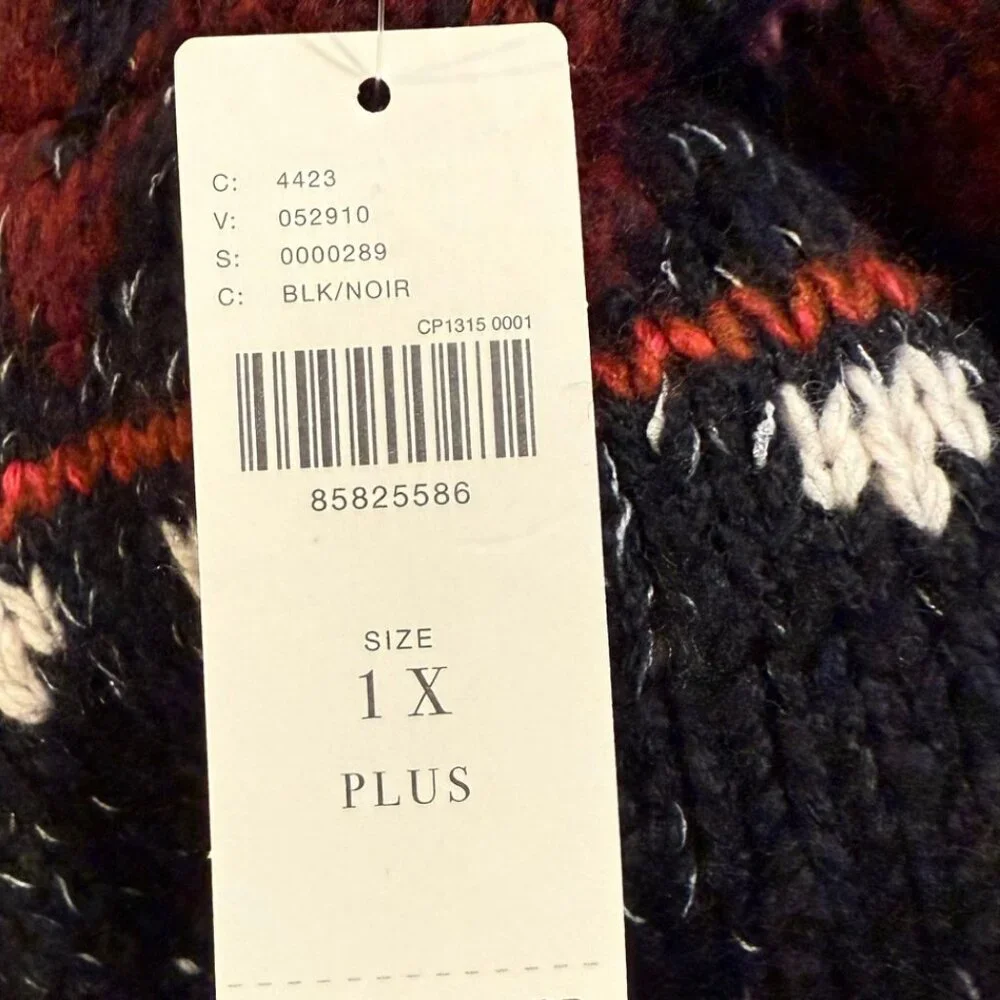 C: 4423
V: 052910
S: 0000289
C: BLK/NOIR
CP1315 0001
85825586
SIZE
1 X
PLUS